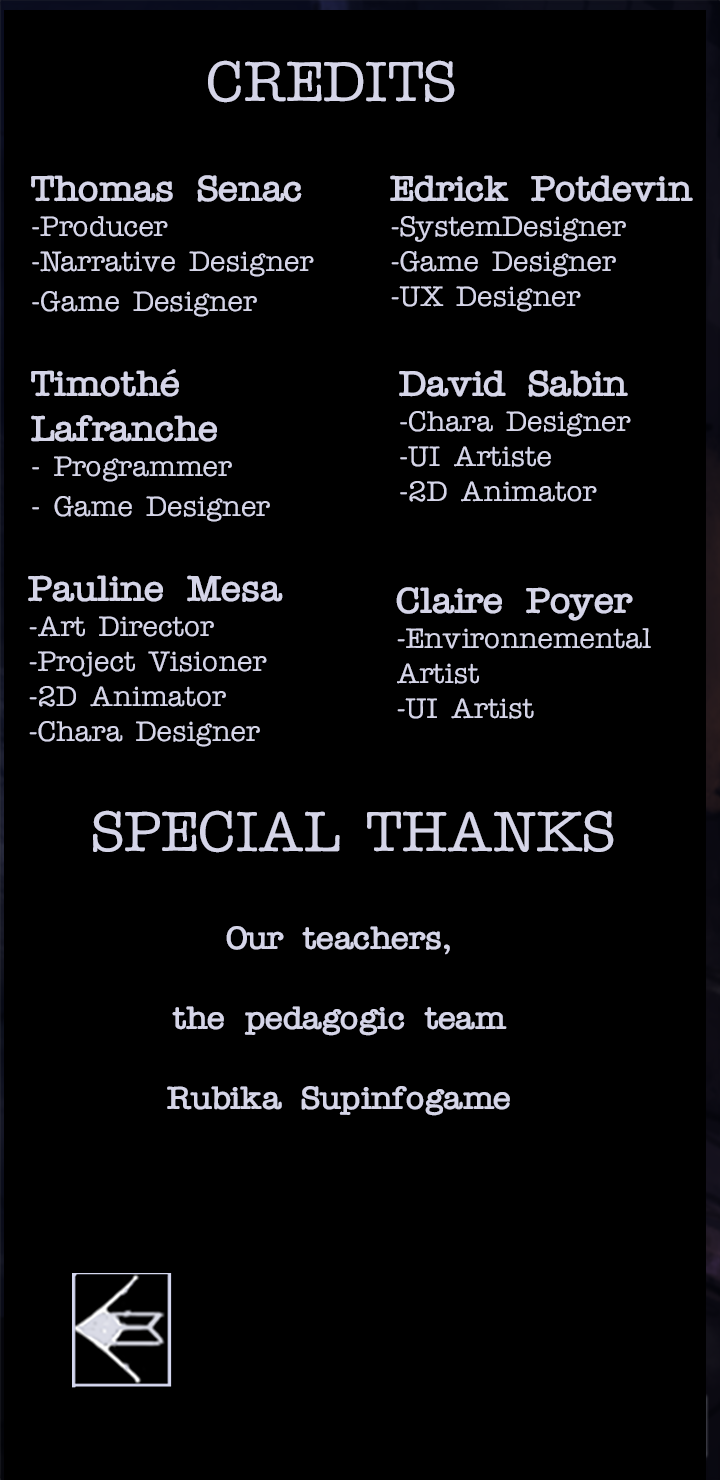 CREDITS
Thomas Senac
-Producer
-Narrative Designer
-Game Designer
Edrick Potdevin
-SystemDesigner
-Game Designer
-UX Designer
Timothé
Lafranche
- Programmer
- Game Designer
David Sabin
-Chara Designer
-UI Artiste
-2D Animator
Pauline Mesa
-Art Director
-Project Visioner
-2D Animator
-Chara Designer
Claire Poyer
-Environnemental
Artist
-UI Artist
SPECIAL THANKS
Our teachers,
the pedagogic team
Rubika Supinfogame